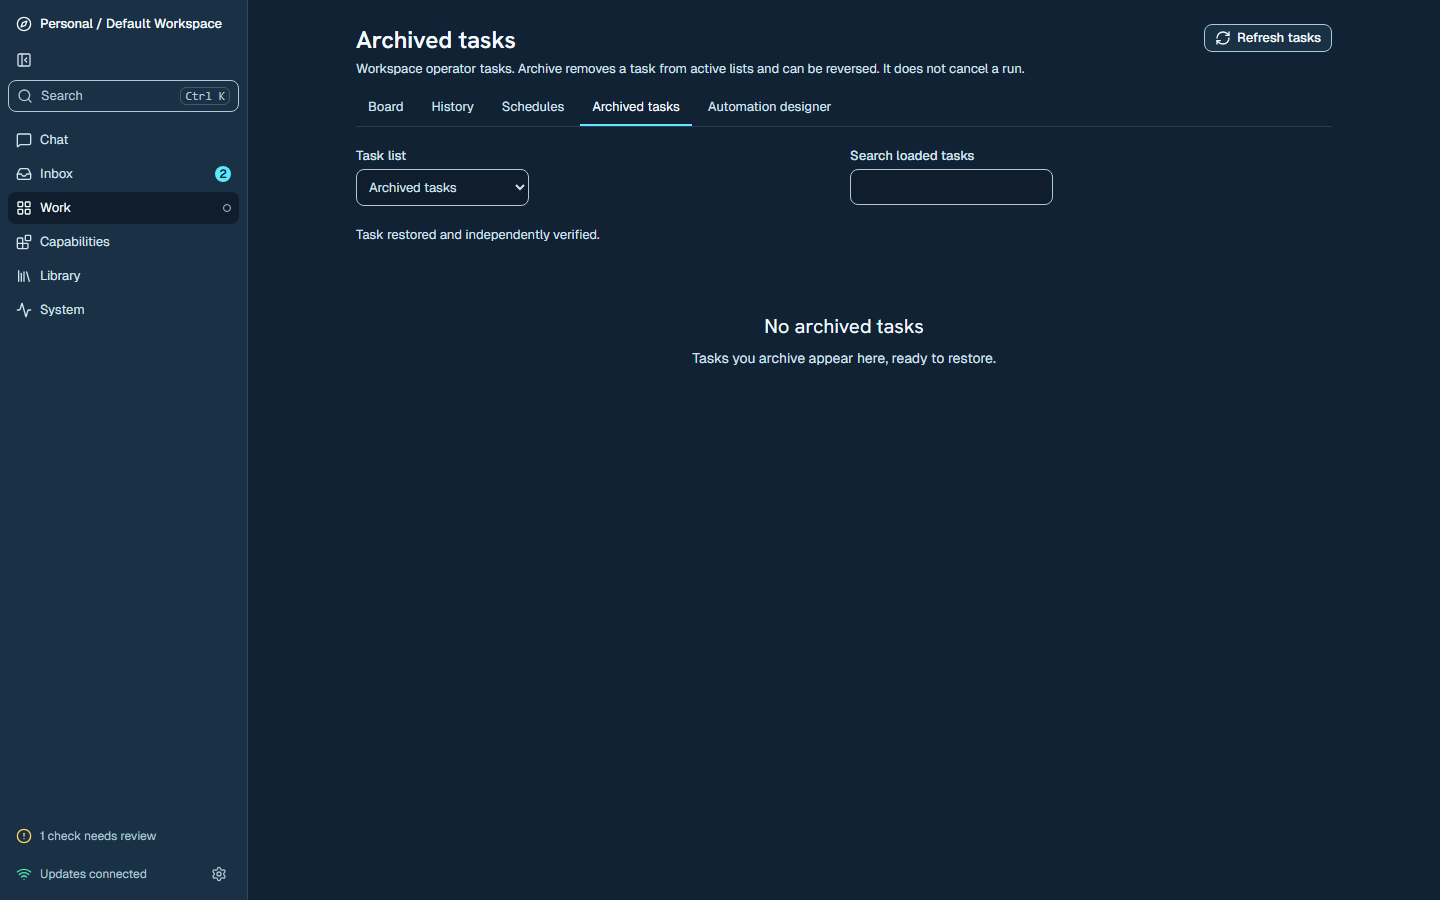 Personal / Default Workspace
Search
Ctrl K
Chat
Inbox
2
Work
Capabilities
Library
System
1 check needs review
Updates connected
Archived tasks
Refresh tasks
Workspace operator tasks. Archive removes a task from active lists and can be reversed. It does not cancel a run.
Board
History
Schedules
Archived tasks
Automation designer
Task list
Archived tasks
Search loaded tasks
Task restored and independently verified.
No archived tasks
Tasks you archive appear here, ready to restore.